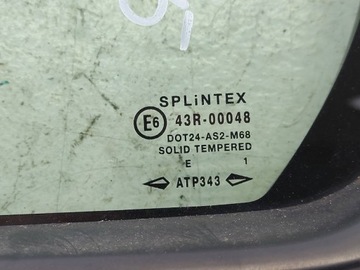 SPLiNTEX
E6 43R-00048
DOT24-AS2-M68
SOLID TEMPERED
E 1
ATP343